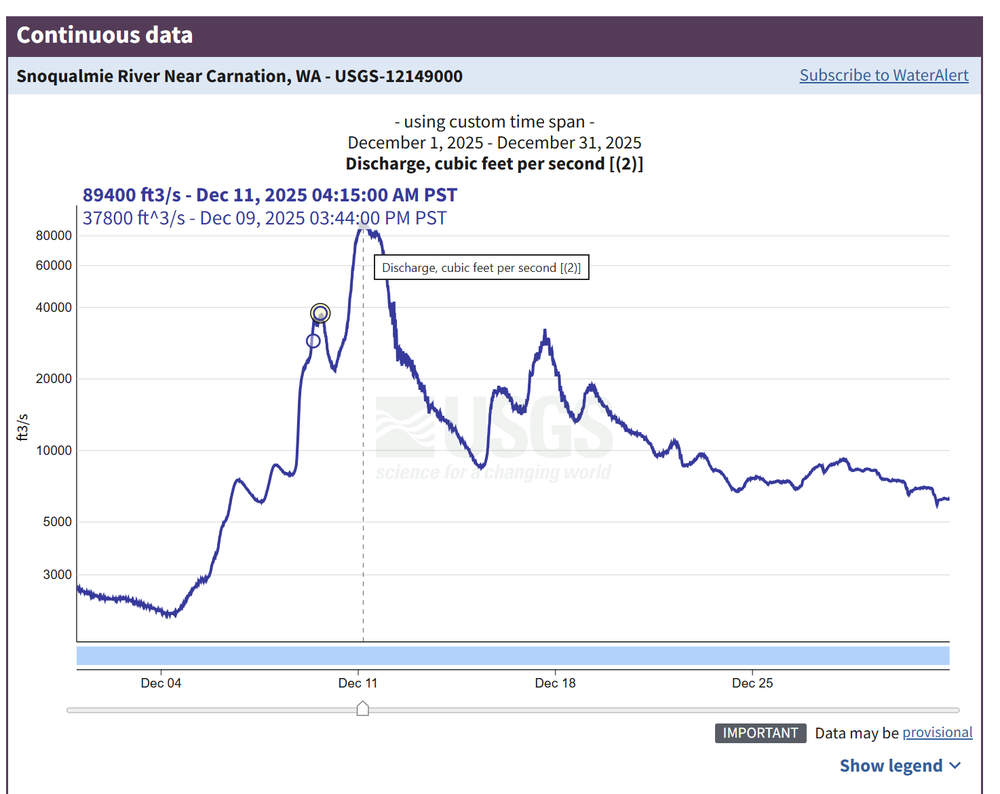 Continuous data
Snoqualmie River Near Carnation, WA - USGS-12149000
Subscribe to WaterAlert
- using custom time span -
December 1, 2025 - December 31, 2025
Discharge, cubic feet per second [(2)]
89400 ft3/s - Dec 11, 2025 04:15:00 AM PST
37800 ft^3/s - Dec 09, 2025 03:44:00 PM PST
80000
60000
40000
20000
10000
5000
3000
ft3/s
Discharge, cubic feet per second [(2)]
USGS
science for a changing world
Dec 04
Dec 11
Dec 18
Dec 25
IMPORTANT Data may be provisional
Show legend